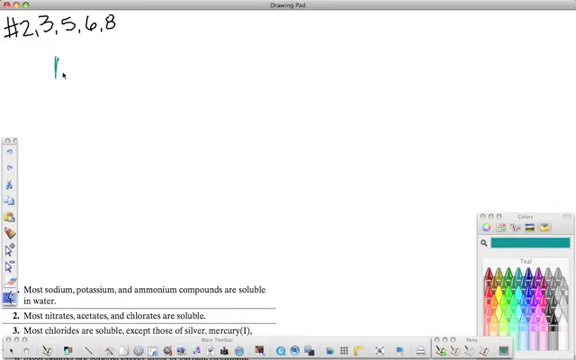 Drawing Pad
#2, 3, 5, 6, 8
Colors
Teal
. Most sodium, potassium, and ammonium compounds are soluble
in water.
2. Most nitrates, acetates, and chlorates are soluble.
3. Most chlorides are soluble, except those of silver, mercury(I),
Main Toolbar
Pens